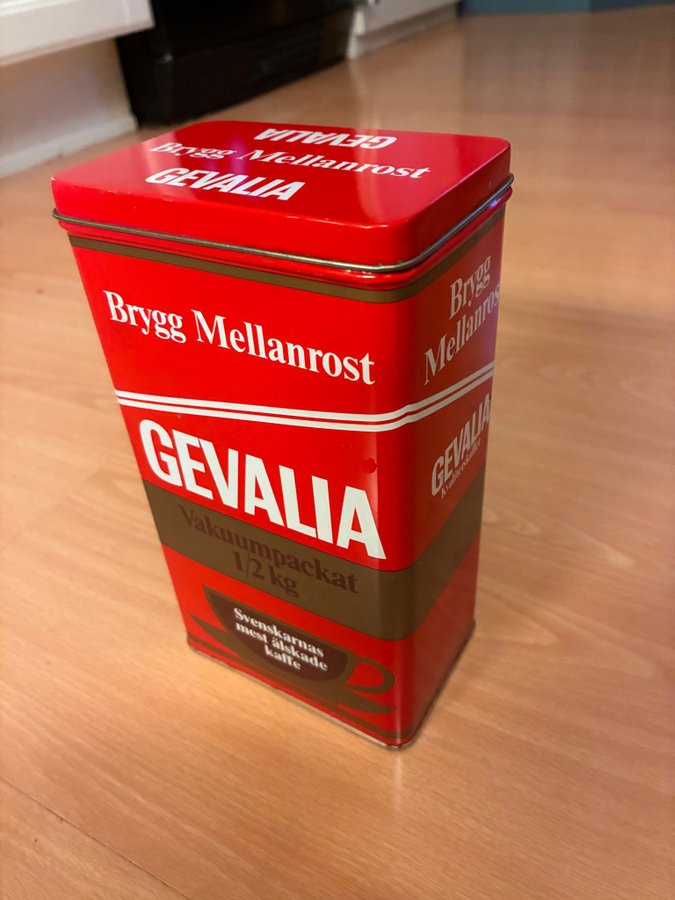 GEVALIA
Brygg Mellanrost
GEVALIA
Brygg Mellanrost
GEVALIA
Vakuumpackat
1/2 kg
Svenskarnas
mest älskade
kaffe
Brygg
Mellanrost
GEVALIA